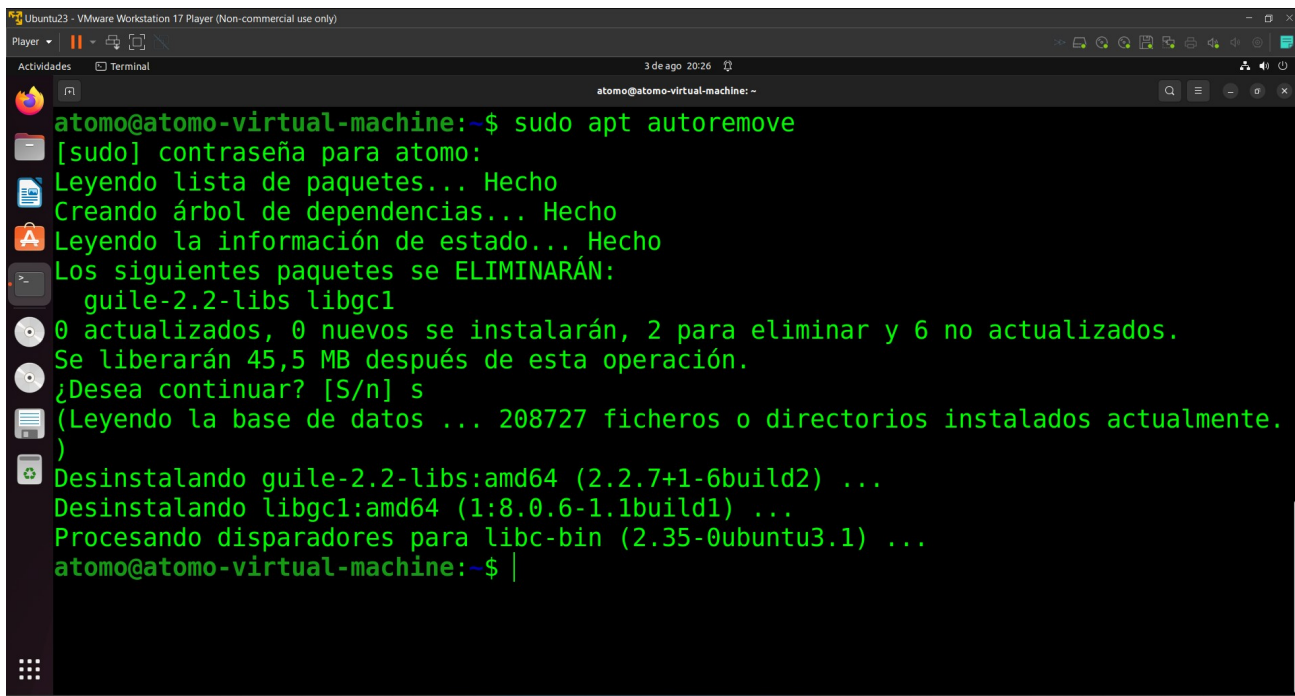 Ubuntu23 - VMware Workstation 17 Player (Non-commercial use only)
Player
Actividades Terminal 3 de ago 20:26
atomo@atomo-virtual-machine: ~
atomo@atomo-virtual-machine:~$ sudo apt autoremove
[sudo] contraseña para atomo:
Leyendo lista de paquetes... Hecho
Creando árbol de dependencias... Hecho
Leyendo la información de estado... Hecho
Los siguientes paquetes se ELIMINARÁN:
  guile-2.2-libs libgc1
0 actualizados, 0 nuevos se instalarán, 2 para eliminar y 6 no actualizados.
Se liberarán 45,5 MB después de esta operación.
¿Desea continuar? [S/n] s
(Leyendo la base de datos ... 208727 ficheros o directorios instalados actualmente.
)
Desinstalando guile-2.2-libs:amd64 (2.2.7+1-6build2) ...
Desinstalando libgc1:amd64 (1:8.0.6-1.1build1) ...
Procesando disparadores para libc-bin (2.35-0ubuntu3.1) ...
atomo@atomo-virtual-machine:~$